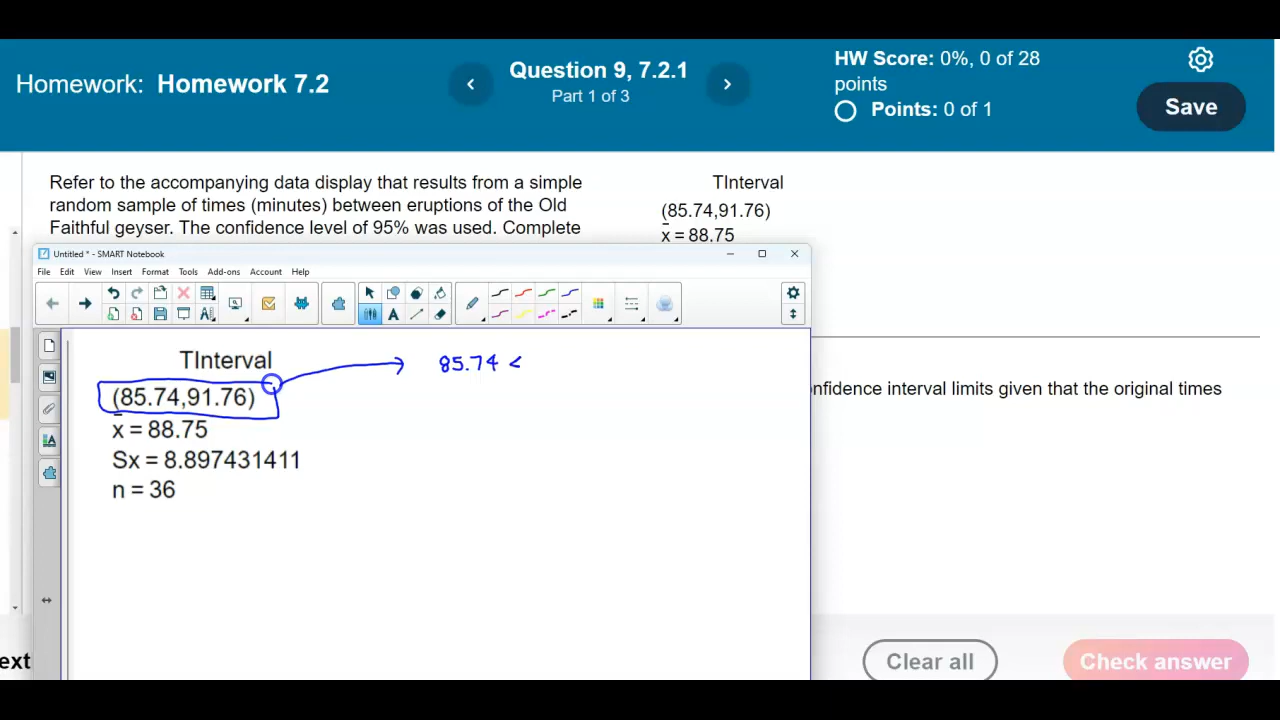 Homework: Homework 7.2
Question 9, 7.2.1
Part 1 of 3
HW Score: 0%, 0 of 28
points
Points: 0 of 1
Save
Refer to the accompanying data display that results from a simple
random sample of times (minutes) between eruptions of the Old
Faithful geyser. The confidence level of 95% was used. Complete
TInterval
(85.74,91.76)
x̄ = 88.75
Untitled * - SMART Notebook
File Edit View Insert Format Tools Add-ons Account Help
TInterval
(85.74,91.76)
x̄ = 88.75
Sx = 8.897431411
n = 36
85.74 <
nfidence interval limits given that the original times
ext
Clear all
Check answer